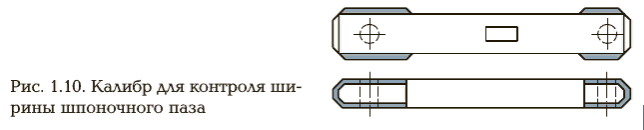 Рис. 1.10. Калибр для контроля ши-
рины шпоночного паза